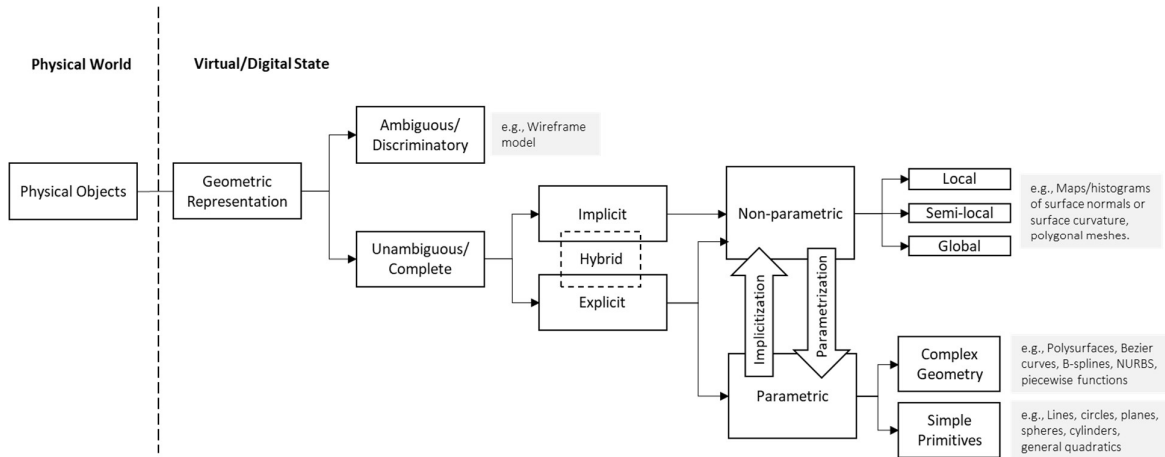 Physical World
Virtual/Digital State
Physical Objects
Geometric
Representation
Ambiguous/
Discriminatory
e.g., Wireframe
model
Unambiguous/
Complete
Implicit
Hybrid
Explicit
Non-parametric
Implicitization
Parametrization
Parametric
Local
Semi-local
Global
e.g., Maps/histograms
of surface normals or
surface curvature,
polygonal meshes.
Complex
Geometry
e.g., Polysurfaces, Bezier
curves, B-splines, NURBS,
piecewise functions
Simple
Primitives
e.g., Lines, circles, planes,
spheres, cylinders,
general quadratics